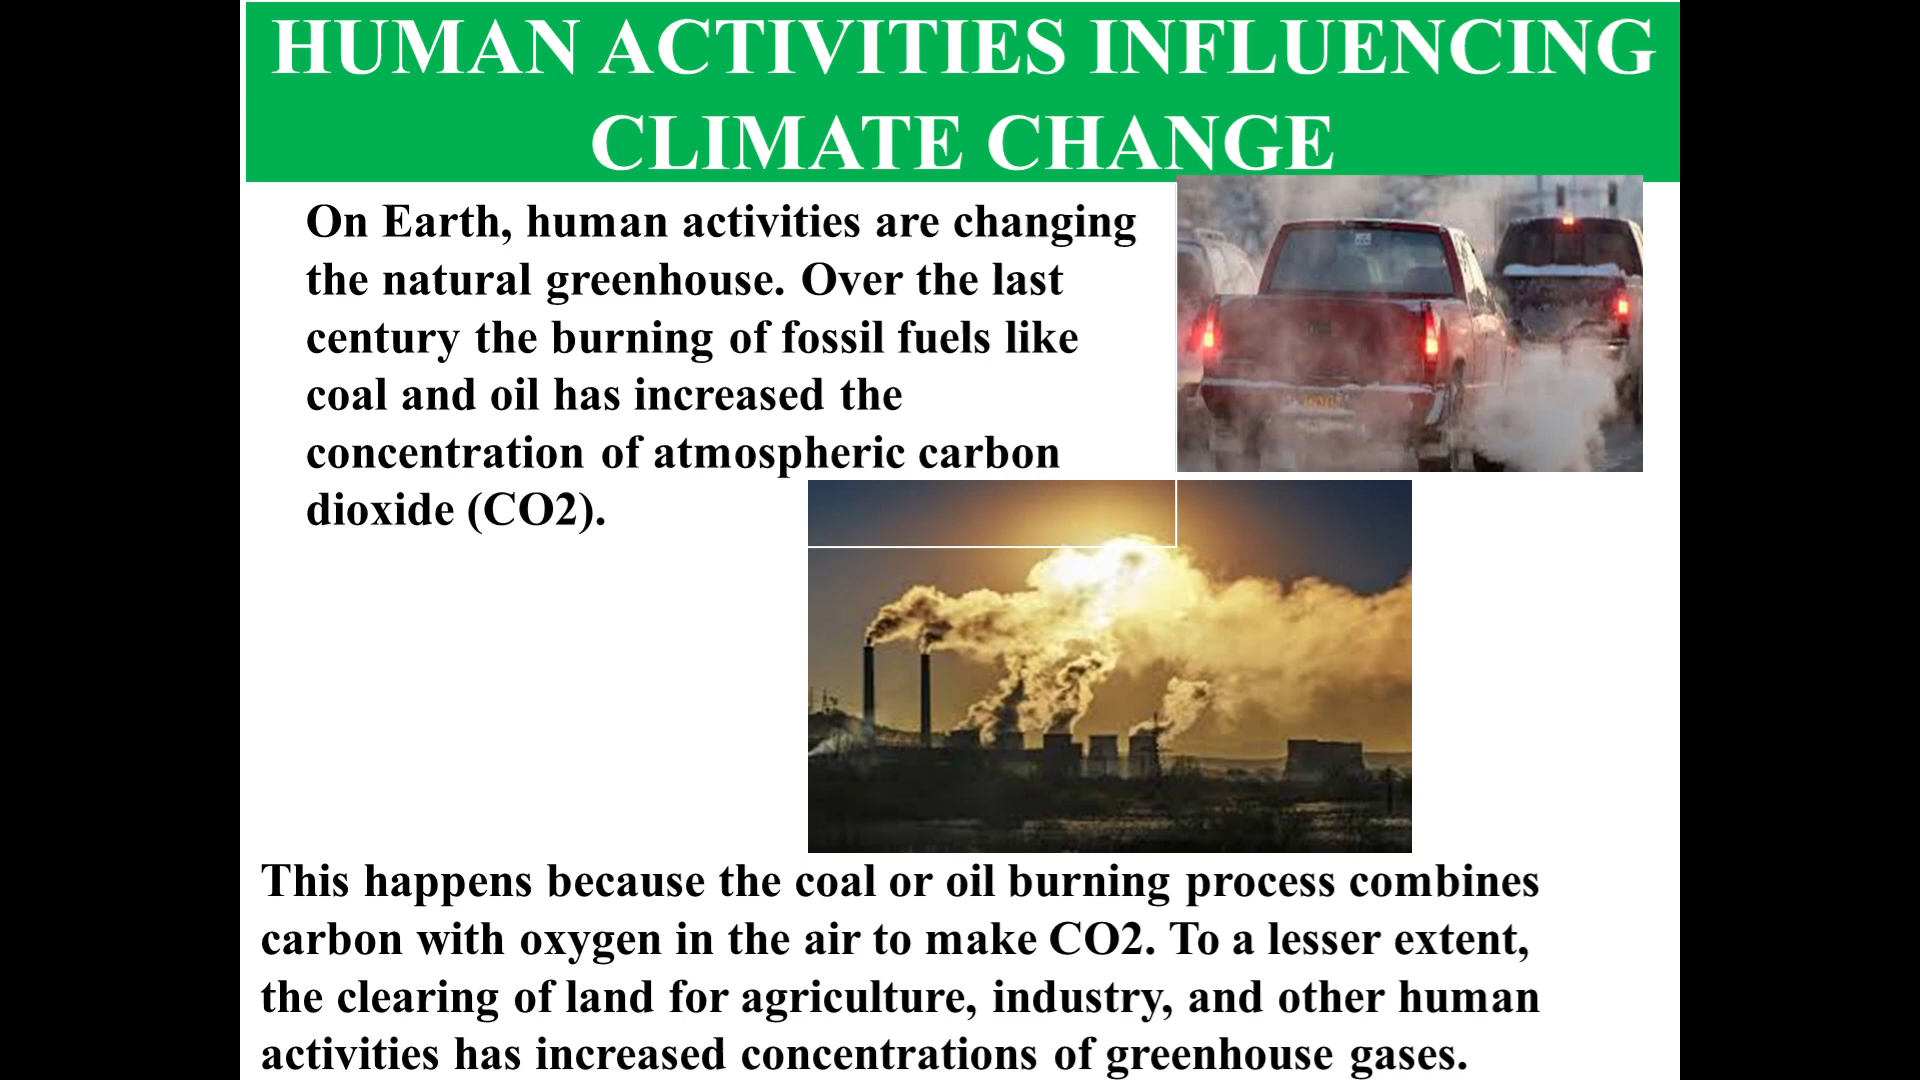 HUMAN ACTIVITIES INFLUENCING
CLIMATE CHANGE
On Earth, human activities are changing
the natural greenhouse. Over the last
century the burning of fossil fuels like
coal and oil has increased the
concentration of atmospheric carbon
dioxide (CO2).
This happens because the coal or oil burning process combines
carbon with oxygen in the air to make CO2. To a lesser extent,
the clearing of land for agriculture, industry, and other human
activities has increased concentrations of greenhouse gases.